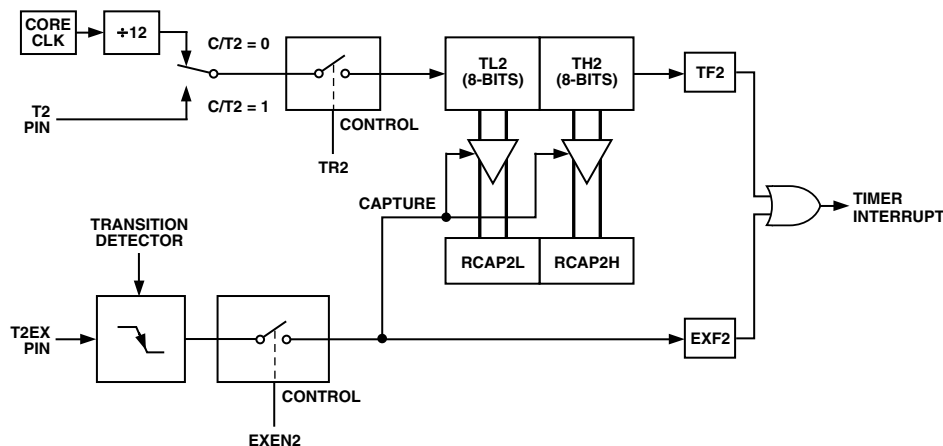 CORE
CLK
÷12
C/T2 = 0
C/T2 = 1
T2
PIN
CONTROL
TR2
TL2
(8-BITS)
TH2
(8-BITS)
TF2
CAPTURE
TIMER
INTERRUPT
TRANSITION
DETECTOR
RCAP2L
RCAP2H
T2EX
PIN
EXF2
CONTROL
EXEN2